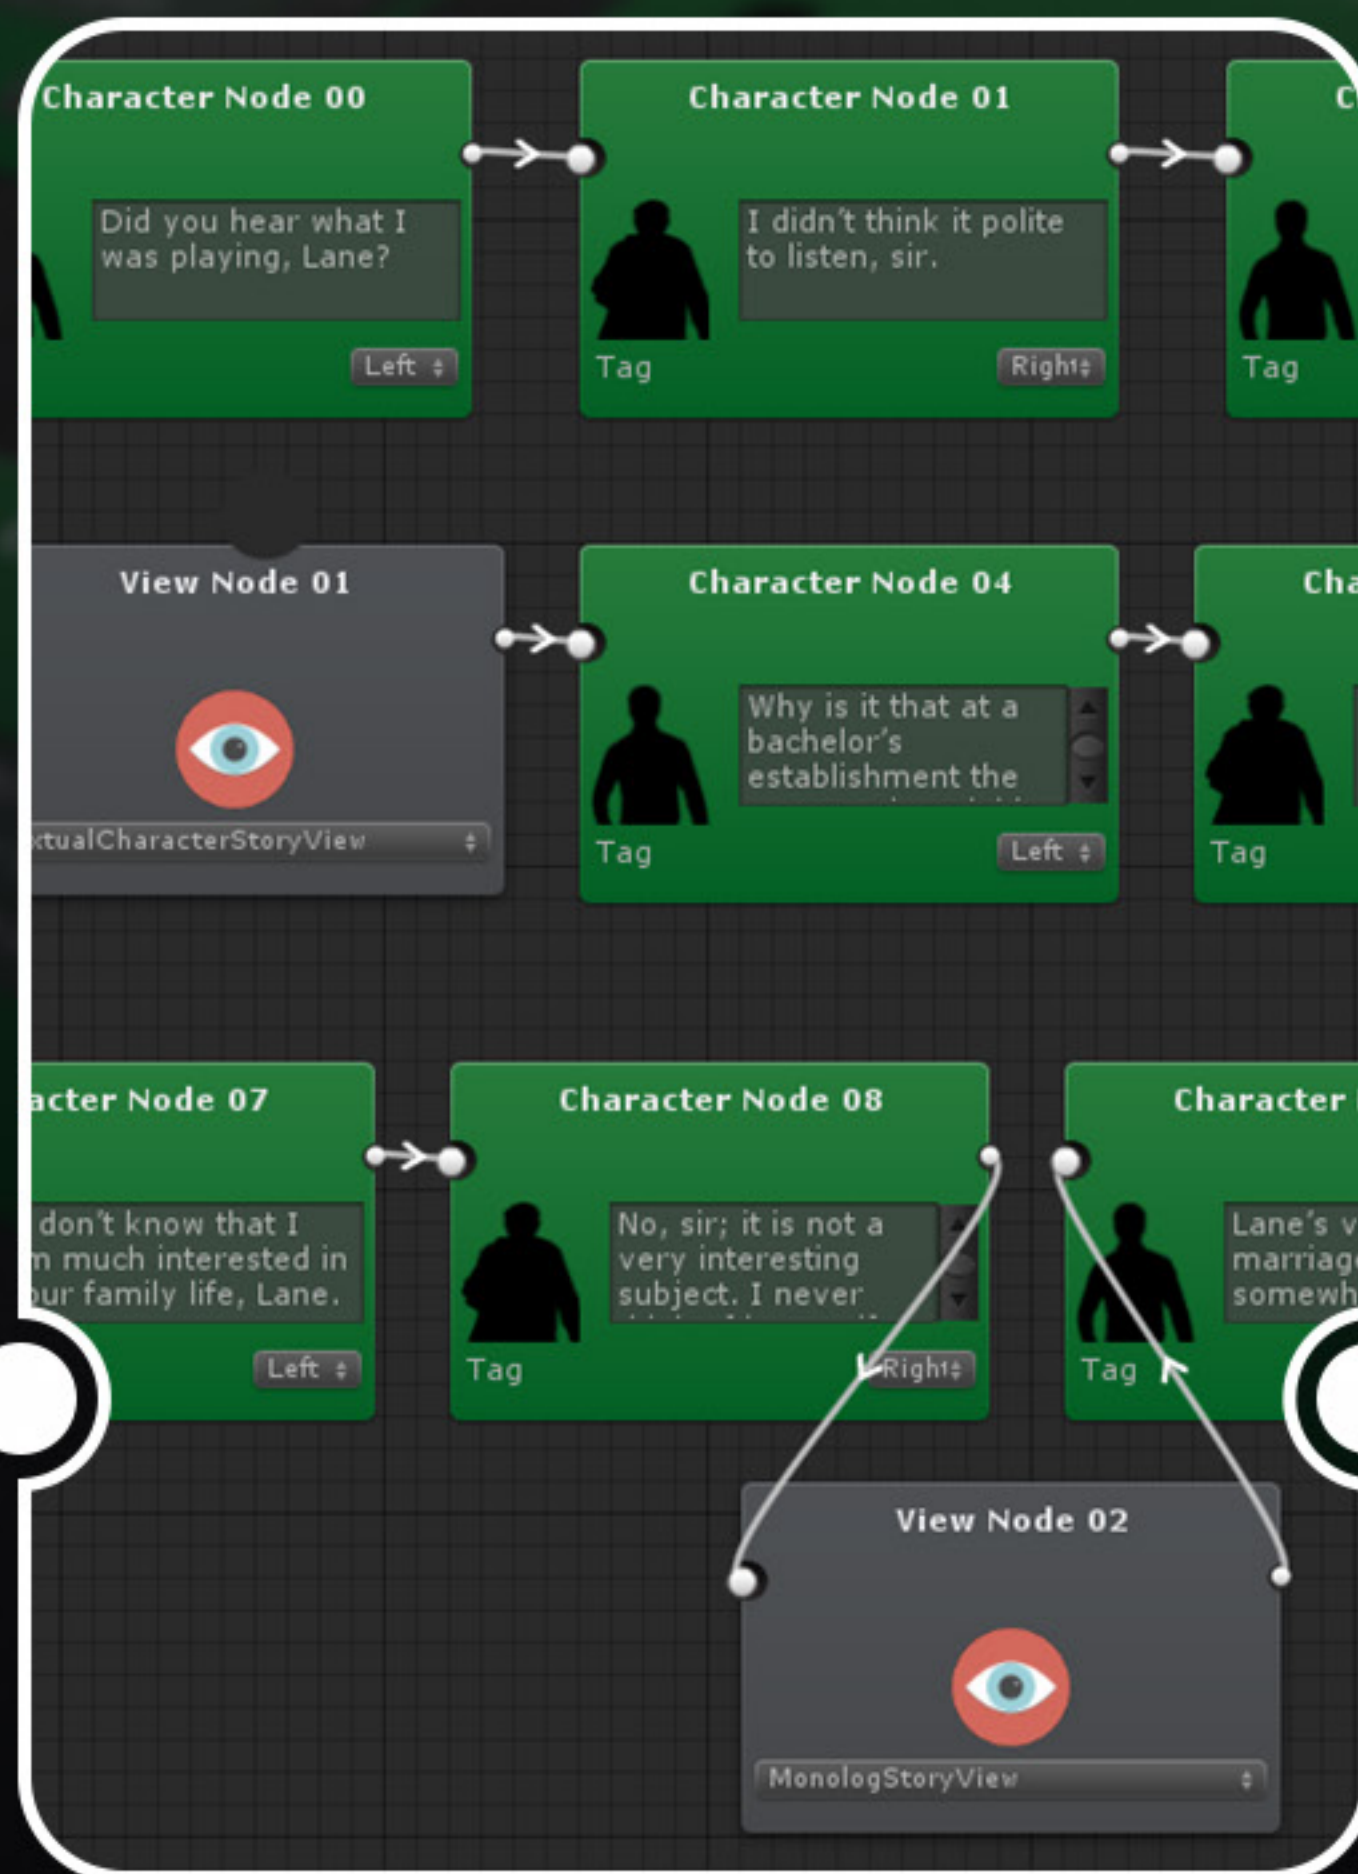 Character Node 00
Did you hear what I
was playing, Lane?
Left
Character Node 01
I didn't think it polite
to listen, sir.
Tag
Right
C
Tag
View Node 01
xtualCharacterStoryView
Character Node 04
Why is it that at a
bachelor's
establishment the
Tag
Left
Cha
Tag
acter Node 07
don't know that I
m much interested in
our family life, Lane.
Left
Character Node 08
No, sir; it is not a
very interesting
subject. I never
Tag
Right
Character
Lane's v
marriag
somewh
Tag
View Node 02
MonologStoryView